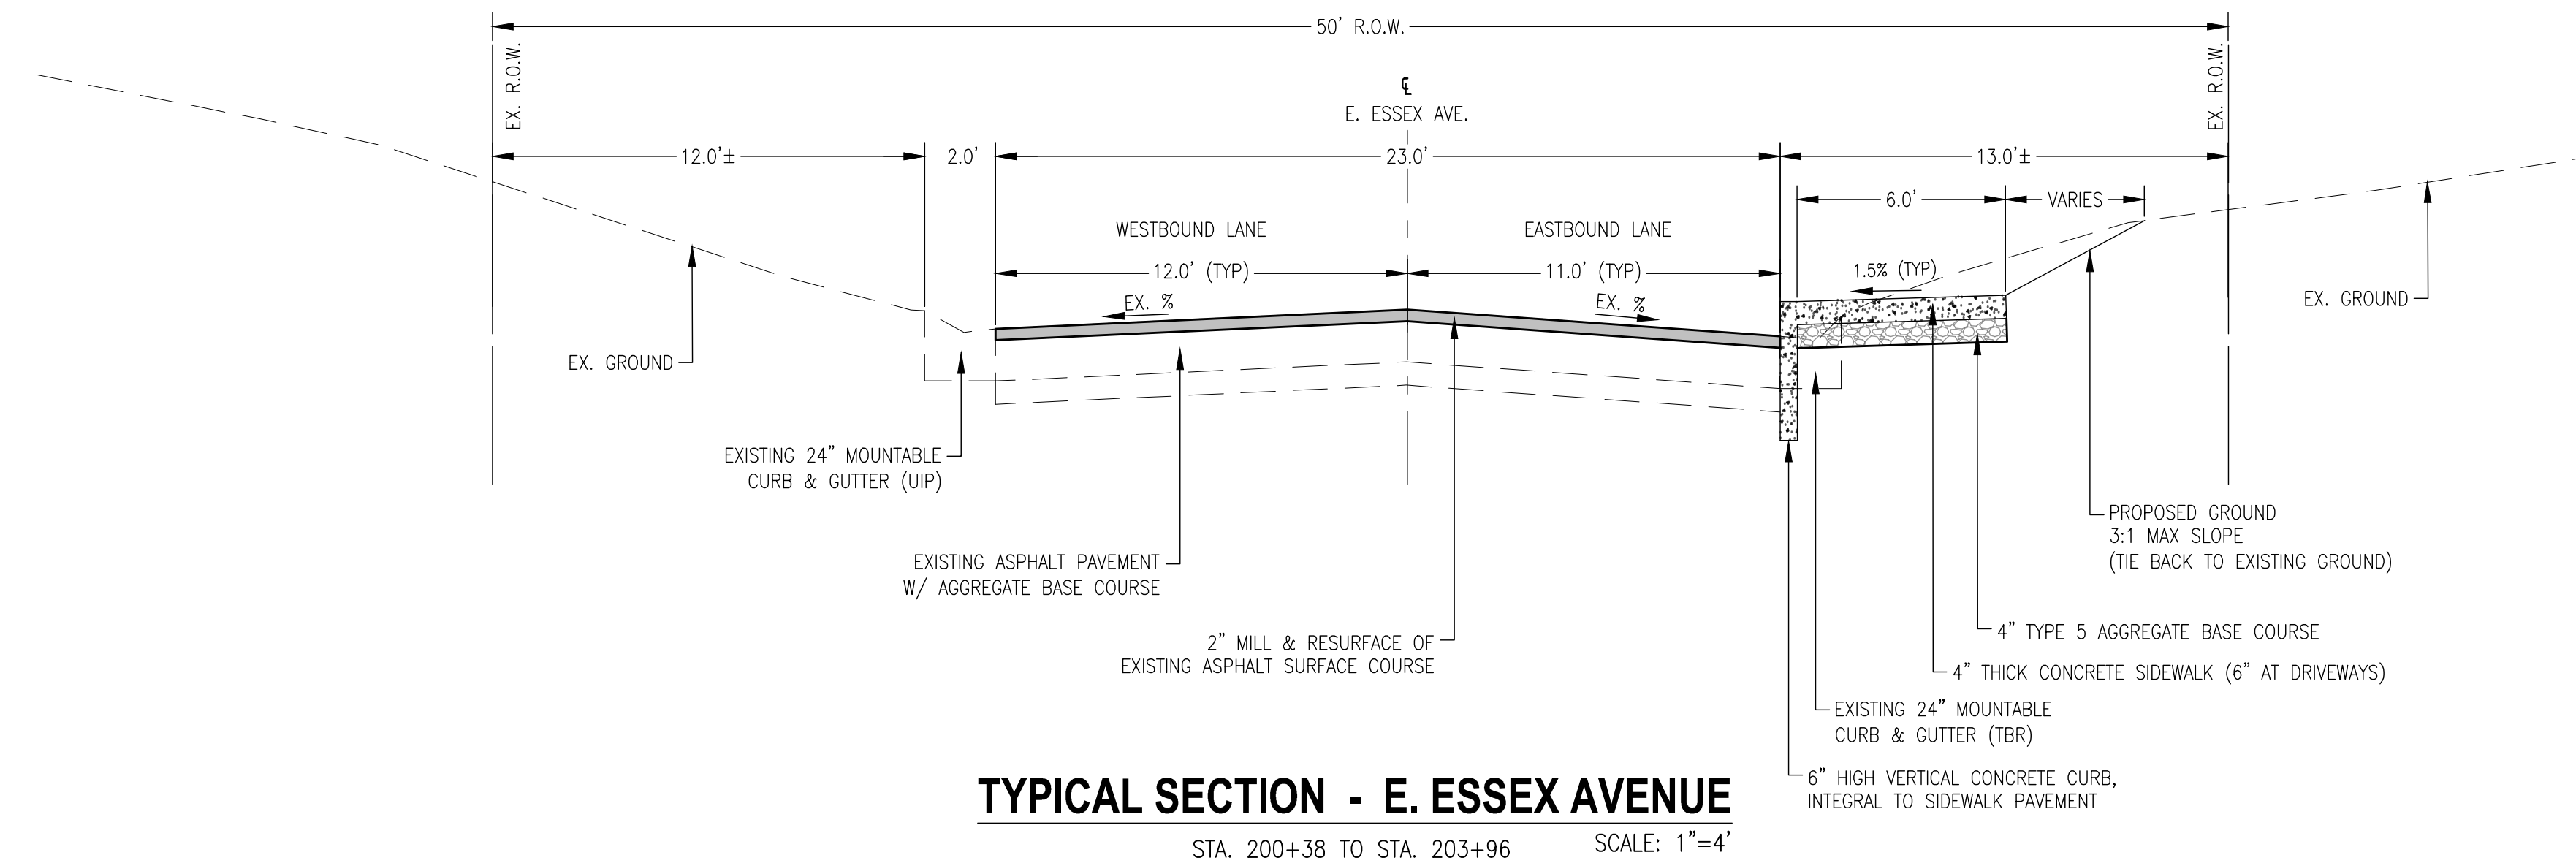 50' R.O.W.
EX. R.O.W.
EX. R.O.W.
℄
E. ESSEX AVE.
12.0'±
2.0'
23.0'
13.0'±
6.0'
VARIES
WESTBOUND LANE
EASTBOUND LANE
12.0' (TYP)
11.0' (TYP)
1.5% (TYP)
EX. %
EX. %
EX. GROUND
EX. GROUND
EXISTING 24" MOUNTABLE
CURB & GUTTER (UIP)
EXISTING ASPHALT PAVEMENT
W/ AGGREGATE BASE COURSE
2" MILL & RESURFACE OF
EXISTING ASPHALT SURFACE COURSE
PROPOSED GROUND
3:1 MAX SLOPE
(TIE BACK TO EXISTING GROUND)
4" TYPE 5 AGGREGATE BASE COURSE
4" THICK CONCRETE SIDEWALK (6" AT DRIVEWAYS)
EXISTING 24" MOUNTABLE
CURB & GUTTER (TBR)
6" HIGH VERTICAL CONCRETE CURB,
INTEGRAL TO SIDEWALK PAVEMENT
TYPICAL SECTION - E. ESSEX AVENUE
STA. 200+38 TO STA. 203+96
SCALE: 1"=4'